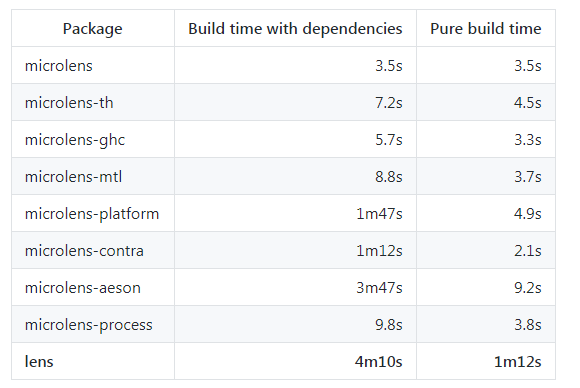 Package Build time with dependencies Pure build time
microlens 3.5s 3.5s
microlens-th 7.2s 4.5s
microlens-ghc 5.7s 3.3s
microlens-mtl 8.8s 3.7s
microlens-platform 1m47s 4.9s
microlens-contra 1m12s 2.1s
microlens-aeson 3m47s 9.2s
microlens-process 9.8s 3.8s
lens 4m10s 1m12s